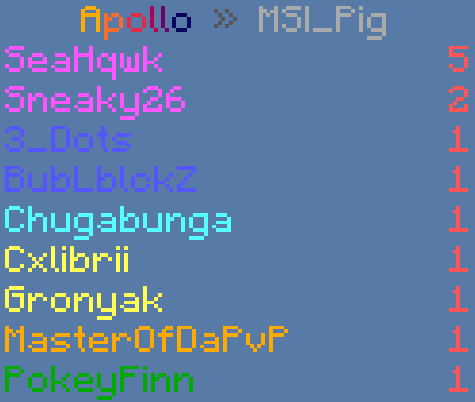 Apollo » MSI_Pig
SeaHqwk 5
Sneaky26 2
3_Dots 1
BubLblckZ 1
Chugabunga 1
Cxlibrii 1
Gronyak 1
MasterOfDaPvP 1
PokeyFinn 1